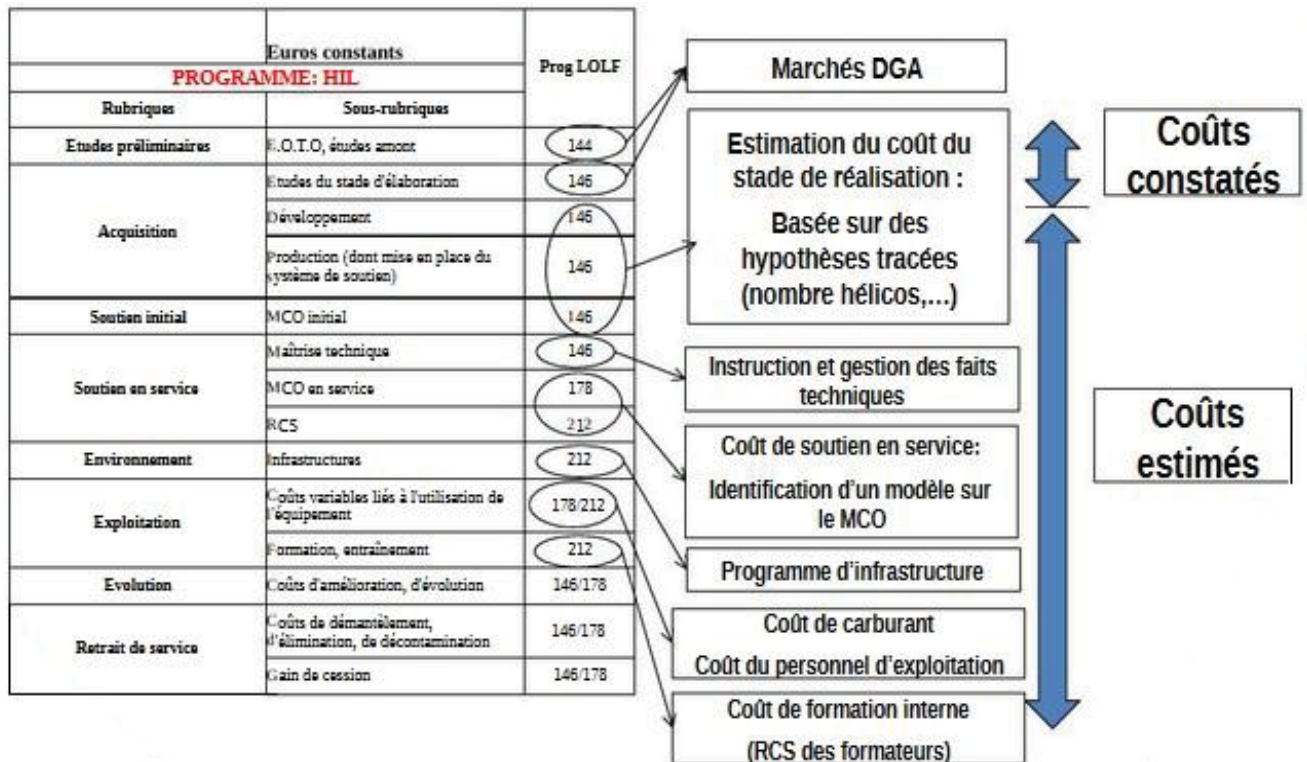 Euros constants
Prog LOLF
PROGRAMME: HIL
Rubriques
Sous-rubriques
Etudes préliminaires
E.O.T.O, études amont
144
Acquisition
Etudes du stade d'élaboration
146
Développement
146
Production (dont mise en place du
système de soutien)
146
Soutien initial
MCO initial
146
Soutien en service
Maîtrise technique
146
MCO en service
178
RCS
212
Environnement
Infrastructures
212
Exploitation
Coûts variables liés à l'utilisation de
l'équipement
178/212
Formation, entraînement
212
Evolution
Coûts d'amélioration, d'évolution
146/178
Retrait de service
Coûts de démantèlement,
d'élimination, de décontamination
146/178
Gain de cession
146/178
Marchés DGA
Estimation du coût du
stade de réalisation :
Basée sur des
hypothèses tracées
(nombre hélicos,…)
Instruction et gestion des faits
techniques
Coût de soutien en service:
Identification d’un modèle sur
le MCO
Programme d’infrastructure
Coût de carburant
Coût du personnel d’exploitation
Coût de formation interne
(RCS des formateurs)
Coûts
constatés
Coûts
estimés